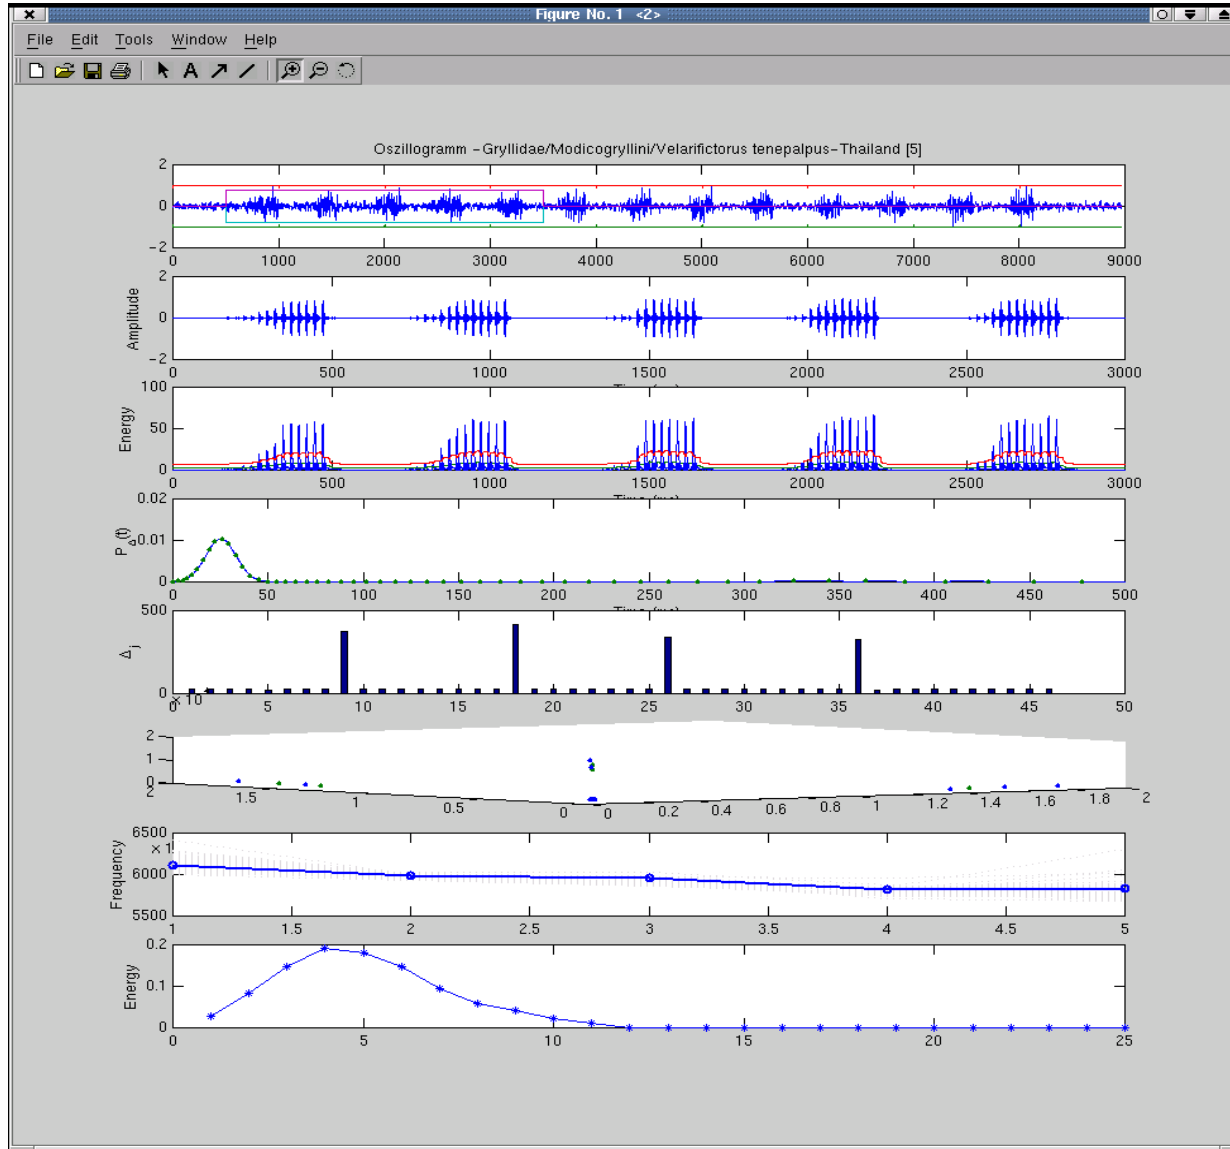 Figure No. 1 <2>
File Edit Tools Window Help
A
Oszillogramm -Gryllidae/Modicogryllini/Velarifictorus tenepalpus-Thailand [5]
2
0
-2
0 1000 2000 3000 4000 5000 6000 7000 8000 9000
Amplitude
2
0
-2
0 500 1000 1500 2000 2500 3000
Energy
100
50
0
0 500 1000 1500 2000 2500 3000
P_Δ(t)
0.02
0.01
0
0 50 100 150 200 250 300 350 400 450 500
Δ_j
500
0
0 5 10 15 20 25 30 35 40 45 50
2
1
0
2 1.5 1 0.5 0 0 0.2 0.4 0.6 0.8 1 1.2 1.4 1.6 1.8 2
Frequency
6500
× 1
6000
5500
1 1.5 2 2.5 3 3.5 4 4.5 5
Energy
0.2
0.1
0
0 5 10 15 20 25